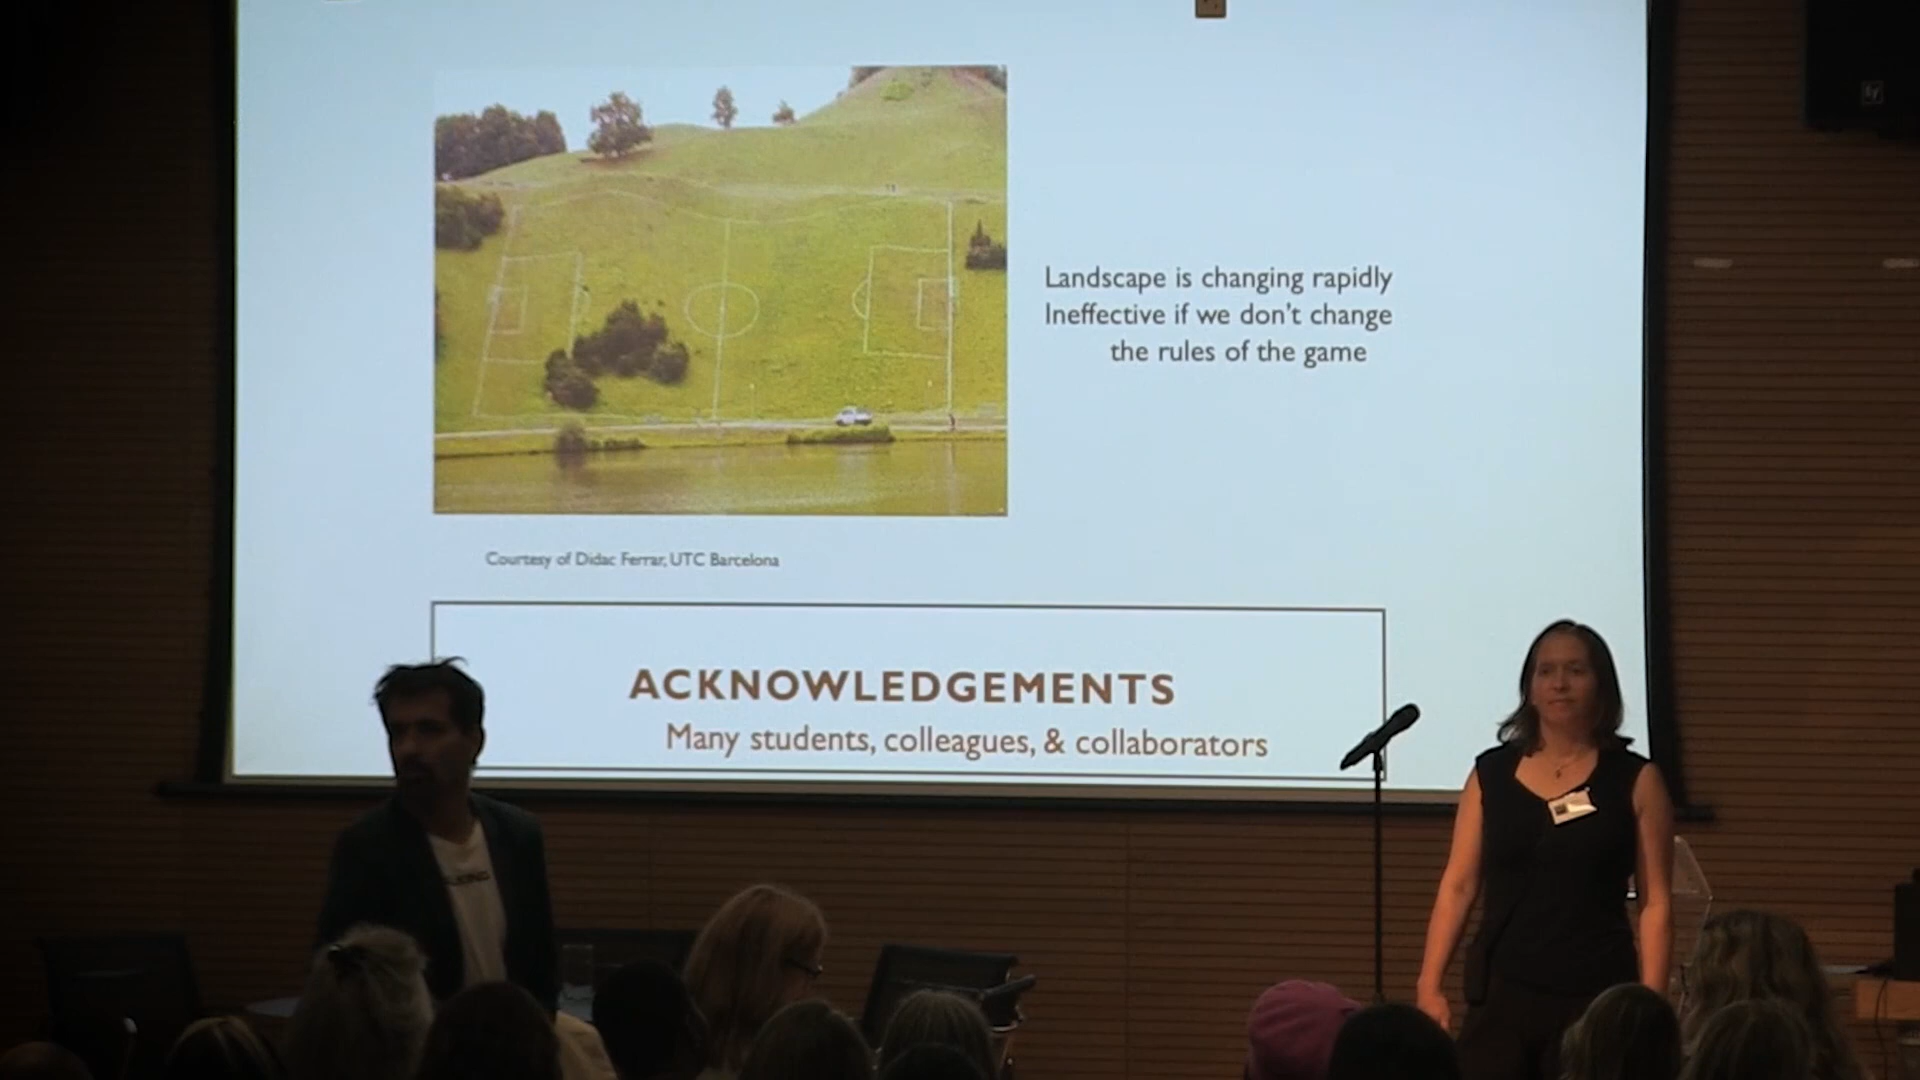 Landscape is changing rapidly
Ineffective if we don't change
the rules of the game
Courtesy of Didac Ferrar, UTC Barcelona
ACKNOWLEDGEMENTS
Many students, colleagues, & collaborators